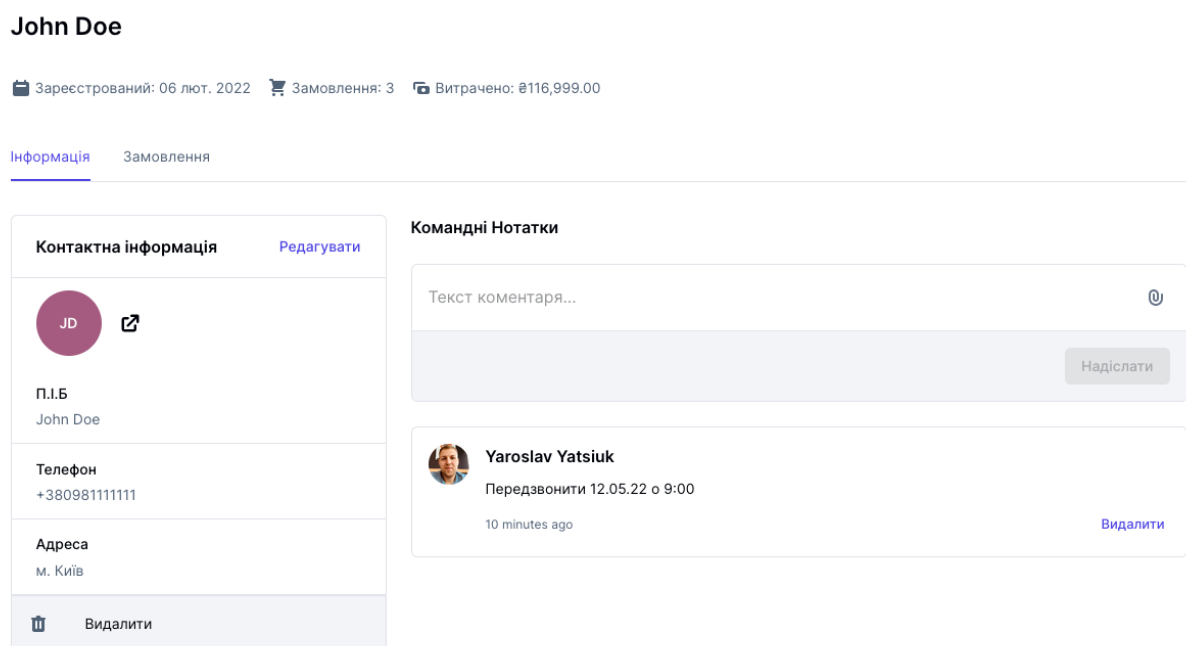 John Doe
Зареєстрований: 06 лют. 2022 Замовлення: 3 Витрачено: ₴116,999.00
Інформація Замовлення
Контактна інформація Редагувати
JD
П.І.Б
John Doe
Телефон
+380981111111
Адреса
м. Київ
Видалити
Командні Нотатки
Текст коментаря...
Надіслати
Yaroslav Yatsiuk
Передзвонити 12.05.22 о 9:00
10 minutes ago Видалити